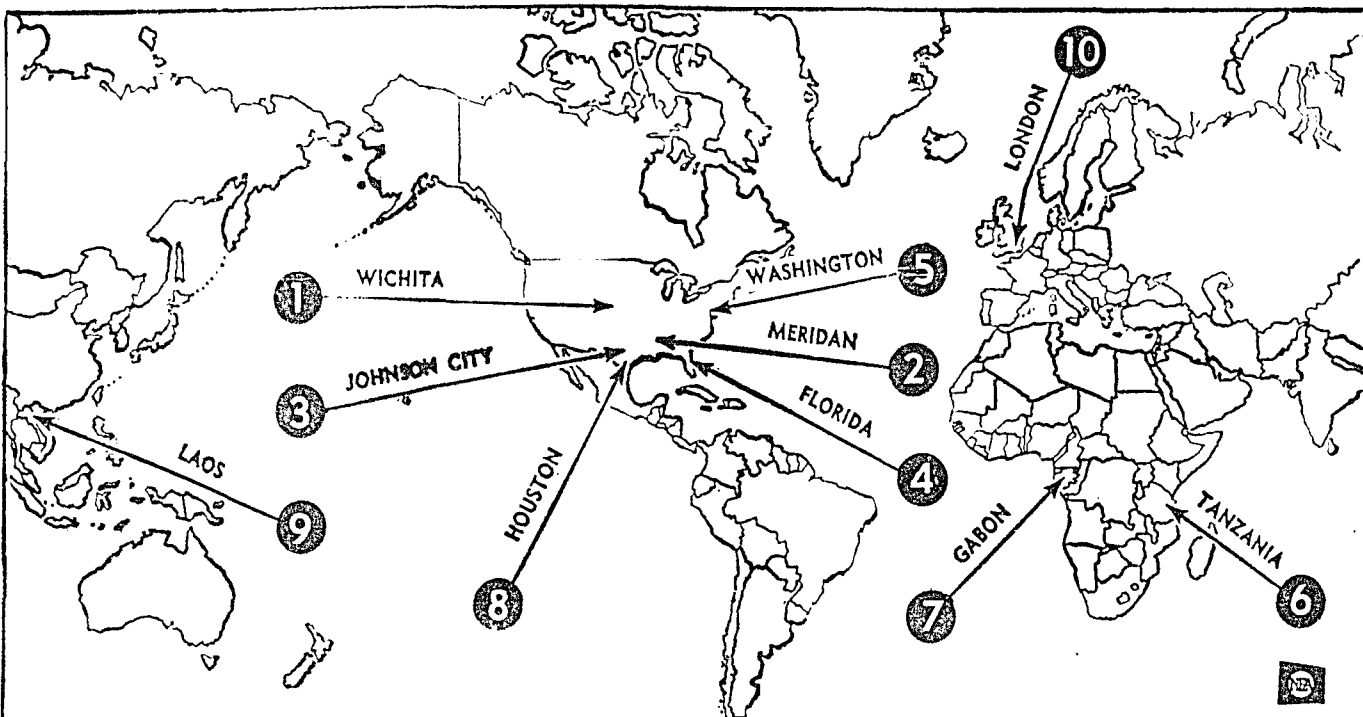 10
LONDON
1
WICHITA
WASHINGTON
5
MERIDAN
2
JOHNSON CITY
3
FLORIDA
4
LAOS
9
HOUSTON
8
GABON
7
TANZANIA
6
NEA